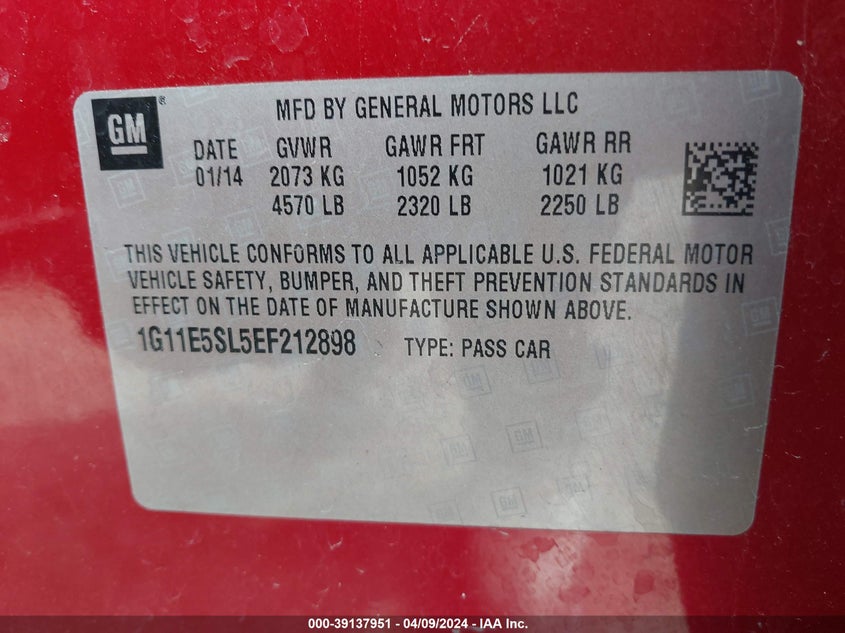 GM ®
MFD BY GENERAL MOTORS LLC
DATE GVWR GAWR FRT GAWR RR
01/14 2073 KG 1052 KG 1021 KG
4570 LB 2320 LB 2250 LB
THIS VEHICLE CONFORMS TO ALL APPLICABLE U.S. FEDERAL MOTOR
VEHICLE SAFETY, BUMPER, AND THEFT PREVENTION STANDARDS IN
EFFECT ON THE DATE OF MANUFACTURE SHOWN ABOVE.
1G11E5SL5EF212898 TYPE: PASS CAR
000-39137951 - 04/09/2024 - IAA Inc.